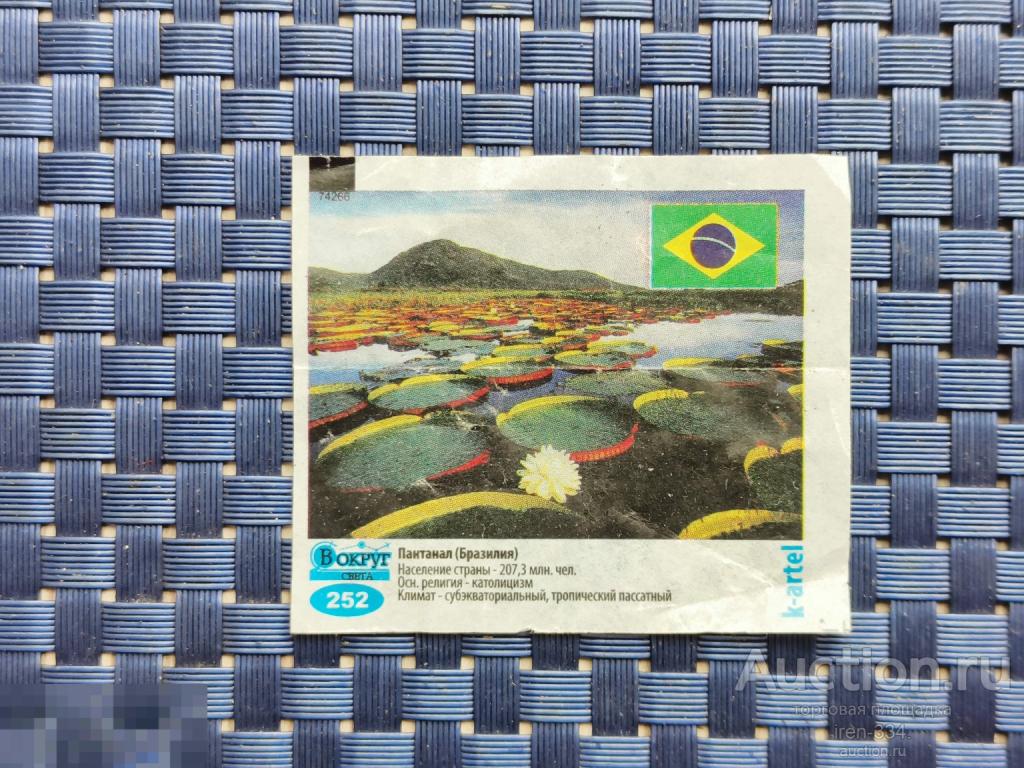 74266
Вокруг
света
252
Пантанал (Бразилия)
Население страны - 207,3 млн. чел.
Осн. религия - католицизм
Климат - субэкваториальный, тропический пассатный
k-artel
Auction.ru
торговая площадка
iren-334
auction.ru